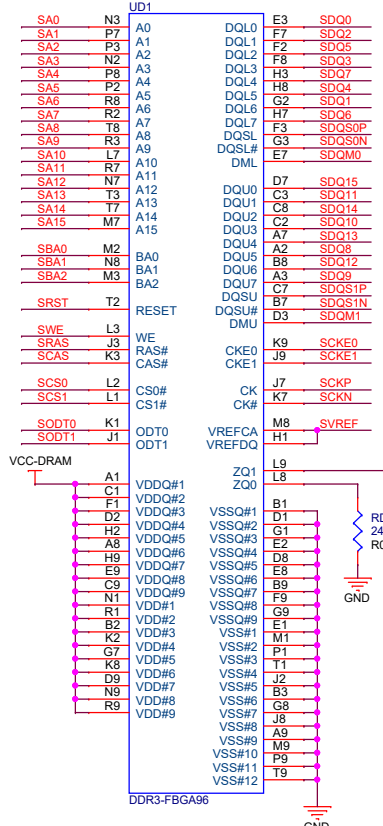 UD1
SA0 N3 A0 DQL0 E3 SDQ0
SA1 P7 A1 DQL1 F7 SDQ2
SA2 P3 A2 DQL2 F2 SDQ5
SA3 N2 A3 DQL3 F8 SDQ3
SA4 P8 A4 DQL4 H3 SDQ7
SA5 P2 A5 DQL5 H8 SDQ4
SA6 R8 A6 DQL6 G2 SDQ1
SA7 R2 A7 DQL7 H7 SDQ6
SA8 T8 A8 DQSL F3 SDQS0P
SA9 R3 A9 DQSL# G3 SDQS0N
SA10 L7 A10 DML E7 SDQM0
SA11 R7 A11
SA12 N7 A12 DQU0 D7 SDQ15
SA13 T3 A13 DQU1 C3 SDQ11
SA14 T7 A14 DQU2 C8 SDQ14
SA15 M7 A15 DQU3 C2 SDQ10
DQU4 A7 SDQ13
SBA0 M2 BA0 DQU5 A2 SDQ8
SBA1 N8 BA1 DQU6 B8 SDQ12
SBA2 M3 BA2 DQU7 A3 SDQ9
DQSU C7 SDQS1P
SRST T2 RESET DQSU# B7 SDQS1N
DMU D3 SDQM1
SWE L3 WE
SRAS J3 RAS# CKE0 K9 SCKE0
SCAS K3 CAS# CKE1 J9 SCKE1
SCS0 L2 CS0# CK J7 SCKP
SCS1 L1 CS1# CK# K7 SCKN
SODT0 K1 ODT0 VREFCA M8 SVREF
SODT1 J1 ODT1 VREFDQ H1
VCC-DRAM
ZQ1 L9
A1 VDDQ#1 ZQ0 L8
C1 VDDQ#2
F1 VDDQ#3 VSSQ#1 B1
D2 VDDQ#4 VSSQ#2 D1
H2 VDDQ#5 VSSQ#3 G1
A8 VDDQ#6 VSSQ#4 E2
H9 VDDQ#7 VSSQ#5 D8
E9 VDDQ#8 VSSQ#6 E8
C9 VDDQ#9 VSSQ#7 B9
N1 VDD#1 VSSQ#8 F9
R1 VDD#2 VSSQ#9 G9
B2 VDD#3 VSS#1 E1
K2 VDD#4 VSS#2 M1
G7 VDD#5 VSS#3 P1
K8 VDD#6 VSS#4 T1
D9 VDD#7 VSS#5 J2
N9 VDD#8 VSS#6 B3
R9 VDD#9 VSS#7 G8
VSS#8 J8
VSS#9 A9
VSS#10 M9
VSS#11 P9
VSS#12 T9
GND
DDR3-FBGA96
GND